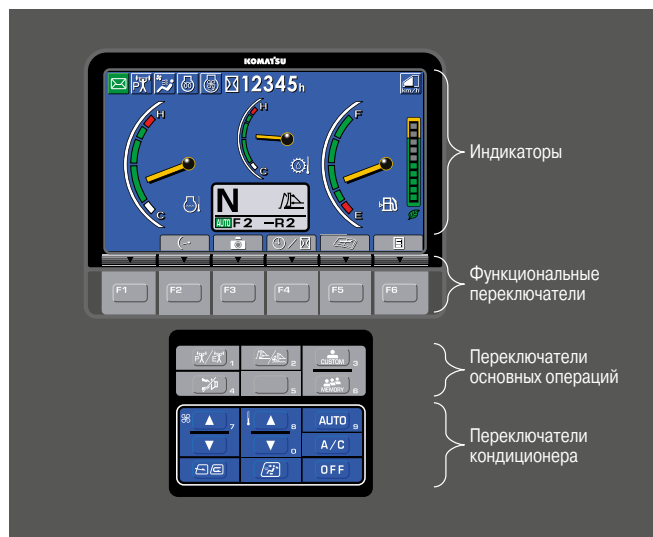 KOMATSU
P 12345h
km/h
H H F
C C E
N
AUTO F2 –R2
Индикаторы
F1 F2 F3 F4 F5 F6
Функциональные
переключатели
P/E 1 2 CUSTOM 3
4 5 MEMORY 6
Переключатели
основных операций
7 8 AUTO 9
0 A/C
OFF
Переключатели
кондиционера